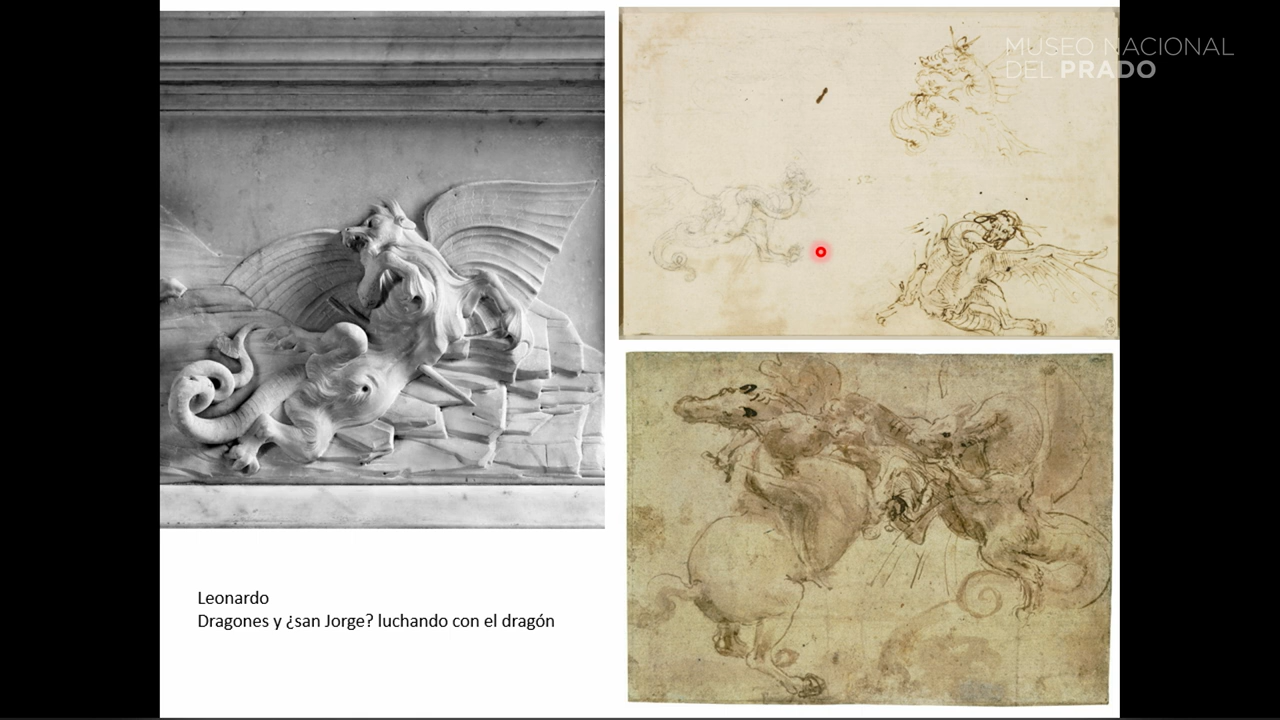 MUSEO NACIONAL
DEL PRADO
Leonardo
Dragones y ¿san Jorge? luchando con el dragón